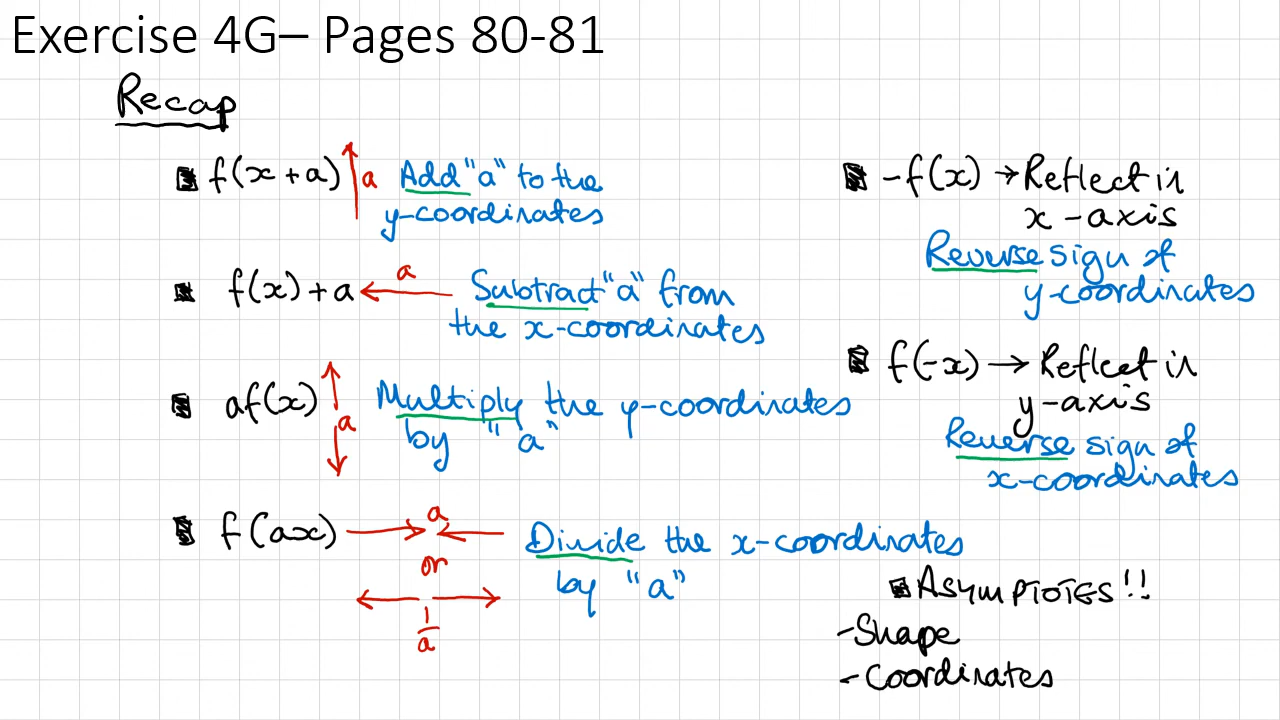 Exercise 4G– Pages 80-81
Recap
f(x + a) a Add "a" to the
y-coordinates
f(x) + a a Subtract "a" from
the x-coordinates
af(x) a Multiply the y-coordinates
by "a"
f(ax) a Divide the x-coordinates
or
by "a"
1/a
-f(x) → Reflect in
x-axis
Reverse sign of
y-coordinates
f(-x) → Reflect in
y-axis
Reverse sign of
x-coordinates
ASYMPTOTES!!
- Shape
- Coordinates